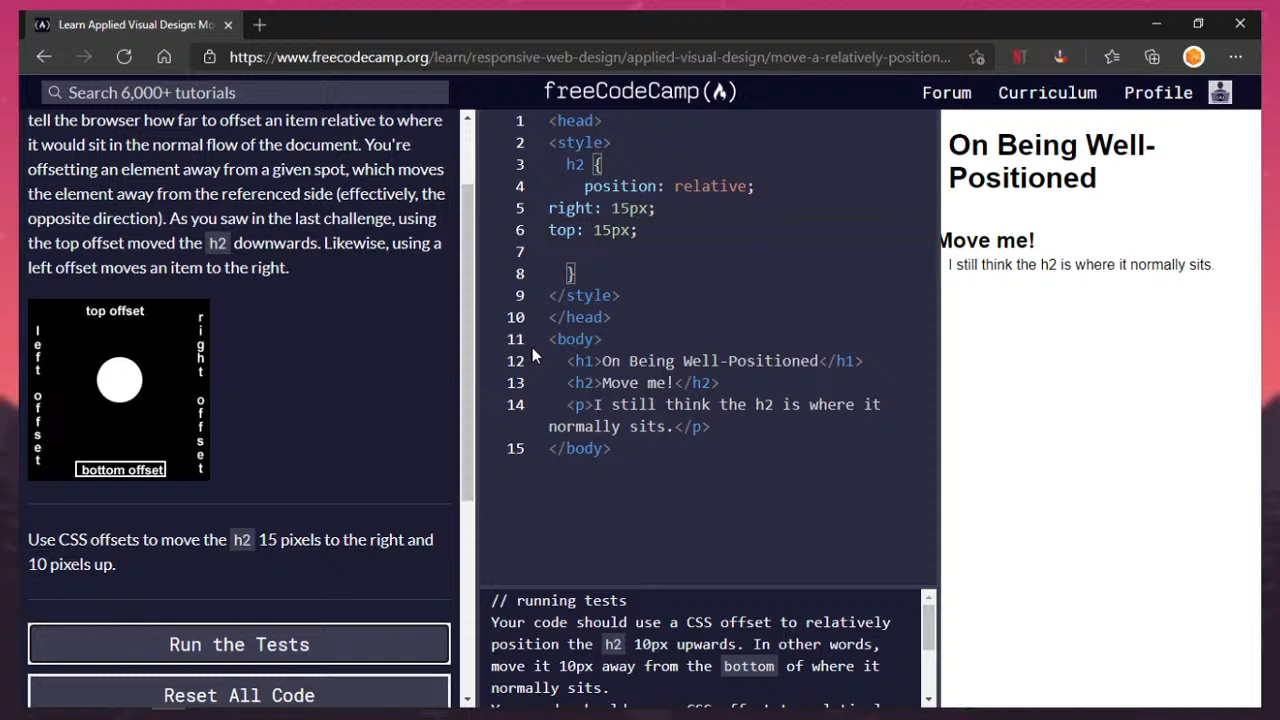 Learn Applied Visual Design: Mo
https://www.freecodecamp.org/learn/responsive-web-design/applied-visual-design/move-a-relatively-position...
NT
Search 6,000+ tutorials
freeCodeCamp
Forum
Curriculum
Profile
tell the browser how far to offset an item relative to where
it would sit in the normal flow of the document. You're
offsetting an element away from a given spot, which moves
the element away from the referenced side (effectively, the
opposite direction). As you saw in the last challenge, using
the top offset moved the h2 downwards. Likewise, using a
left offset moves an item to the right.
top offset
left offset
right offset
bottom offset
Use CSS offsets to move the h2 15 pixels to the right and
10 pixels up.
Run the Tests
Reset All Code
1 <head>
2 <style>
3 h2 {
4 position: relative;
5 right: 15px;
6 top: 15px;
7
8 }
9 </style>
10 </head>
11 <body>
12 <h1>On Being Well-Positioned</h1>
13 <h2>Move me!</h2>
14 <p>I still think the h2 is where it
normally sits.</p>
15 </body>
// running tests
Your code should use a CSS offset to relatively
position the h2 10px upwards. In other words,
move it 10px away from the bottom of where it
normally sits.
On Being Well-
Positioned
Move me!
I still think the h2 is where it normally sits.